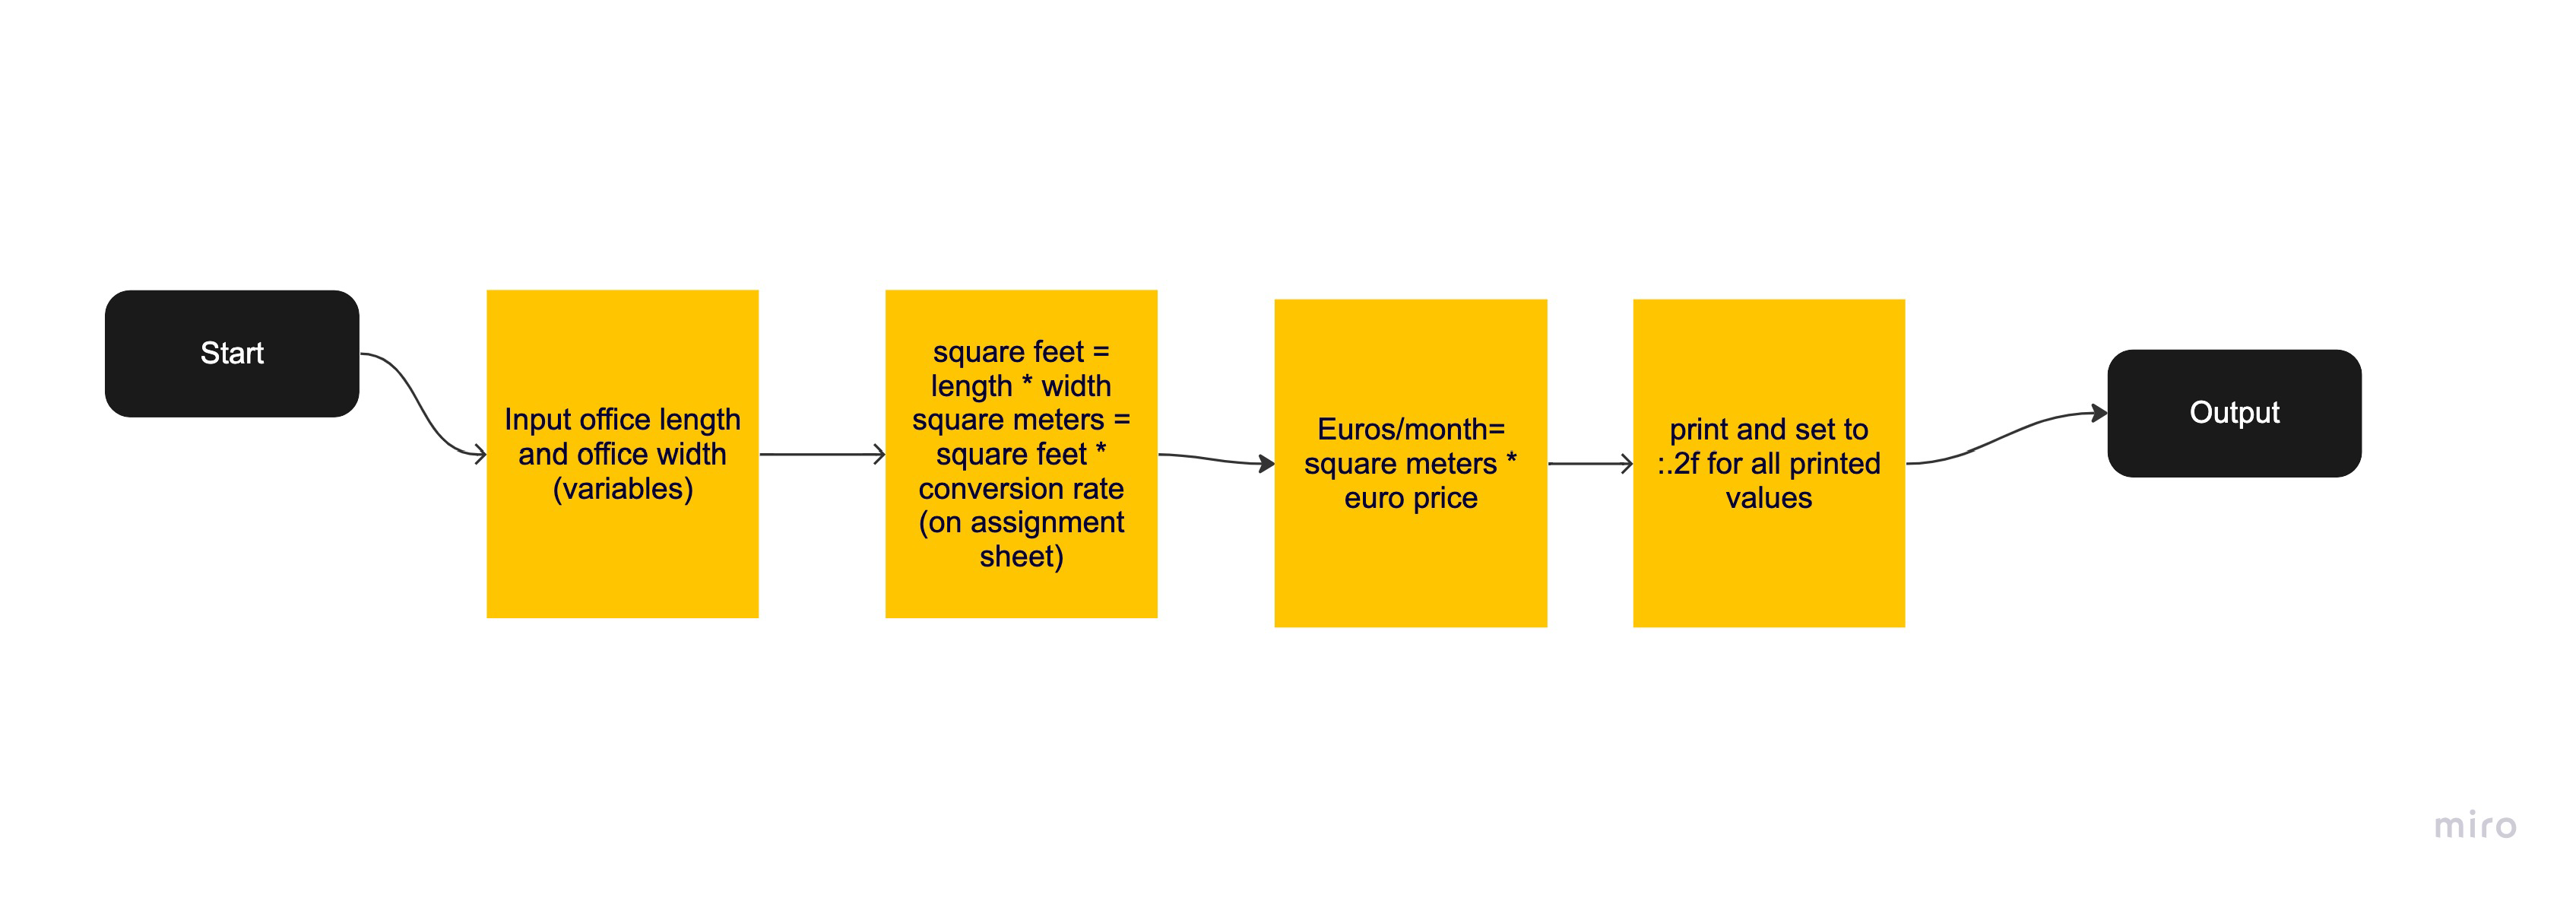 Start
Input office length
and office width
(variables)
square feet =
length * width
square meters =
square feet *
conversion rate
(on assignment
sheet)
Euros/month=
square meters *
euro price
print and set to
:.2f for all printed
values
Output
miro